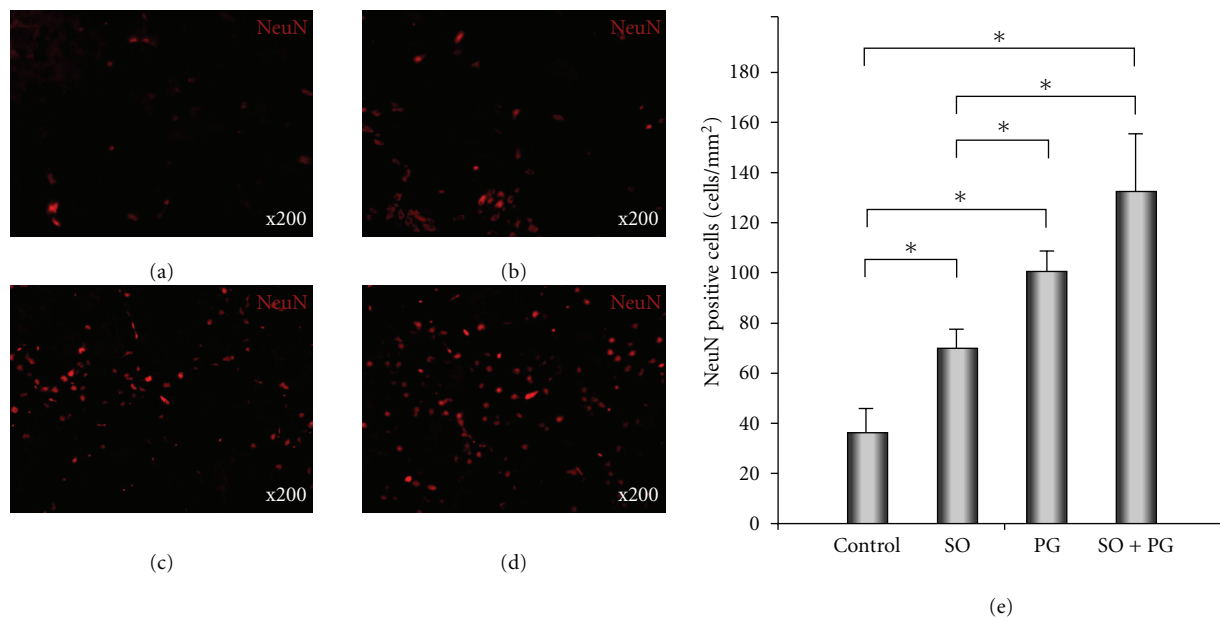 NeuN
x200
(a)
NeuN
x200
(b)
NeuN
x200
(c)
NeuN
x200
(d)
NeuN positive cells (cells/mm²)
180
160
140
120
100
80
60
40
20
0
*
*
*
*
*
Control SO PG SO + PG
(e)